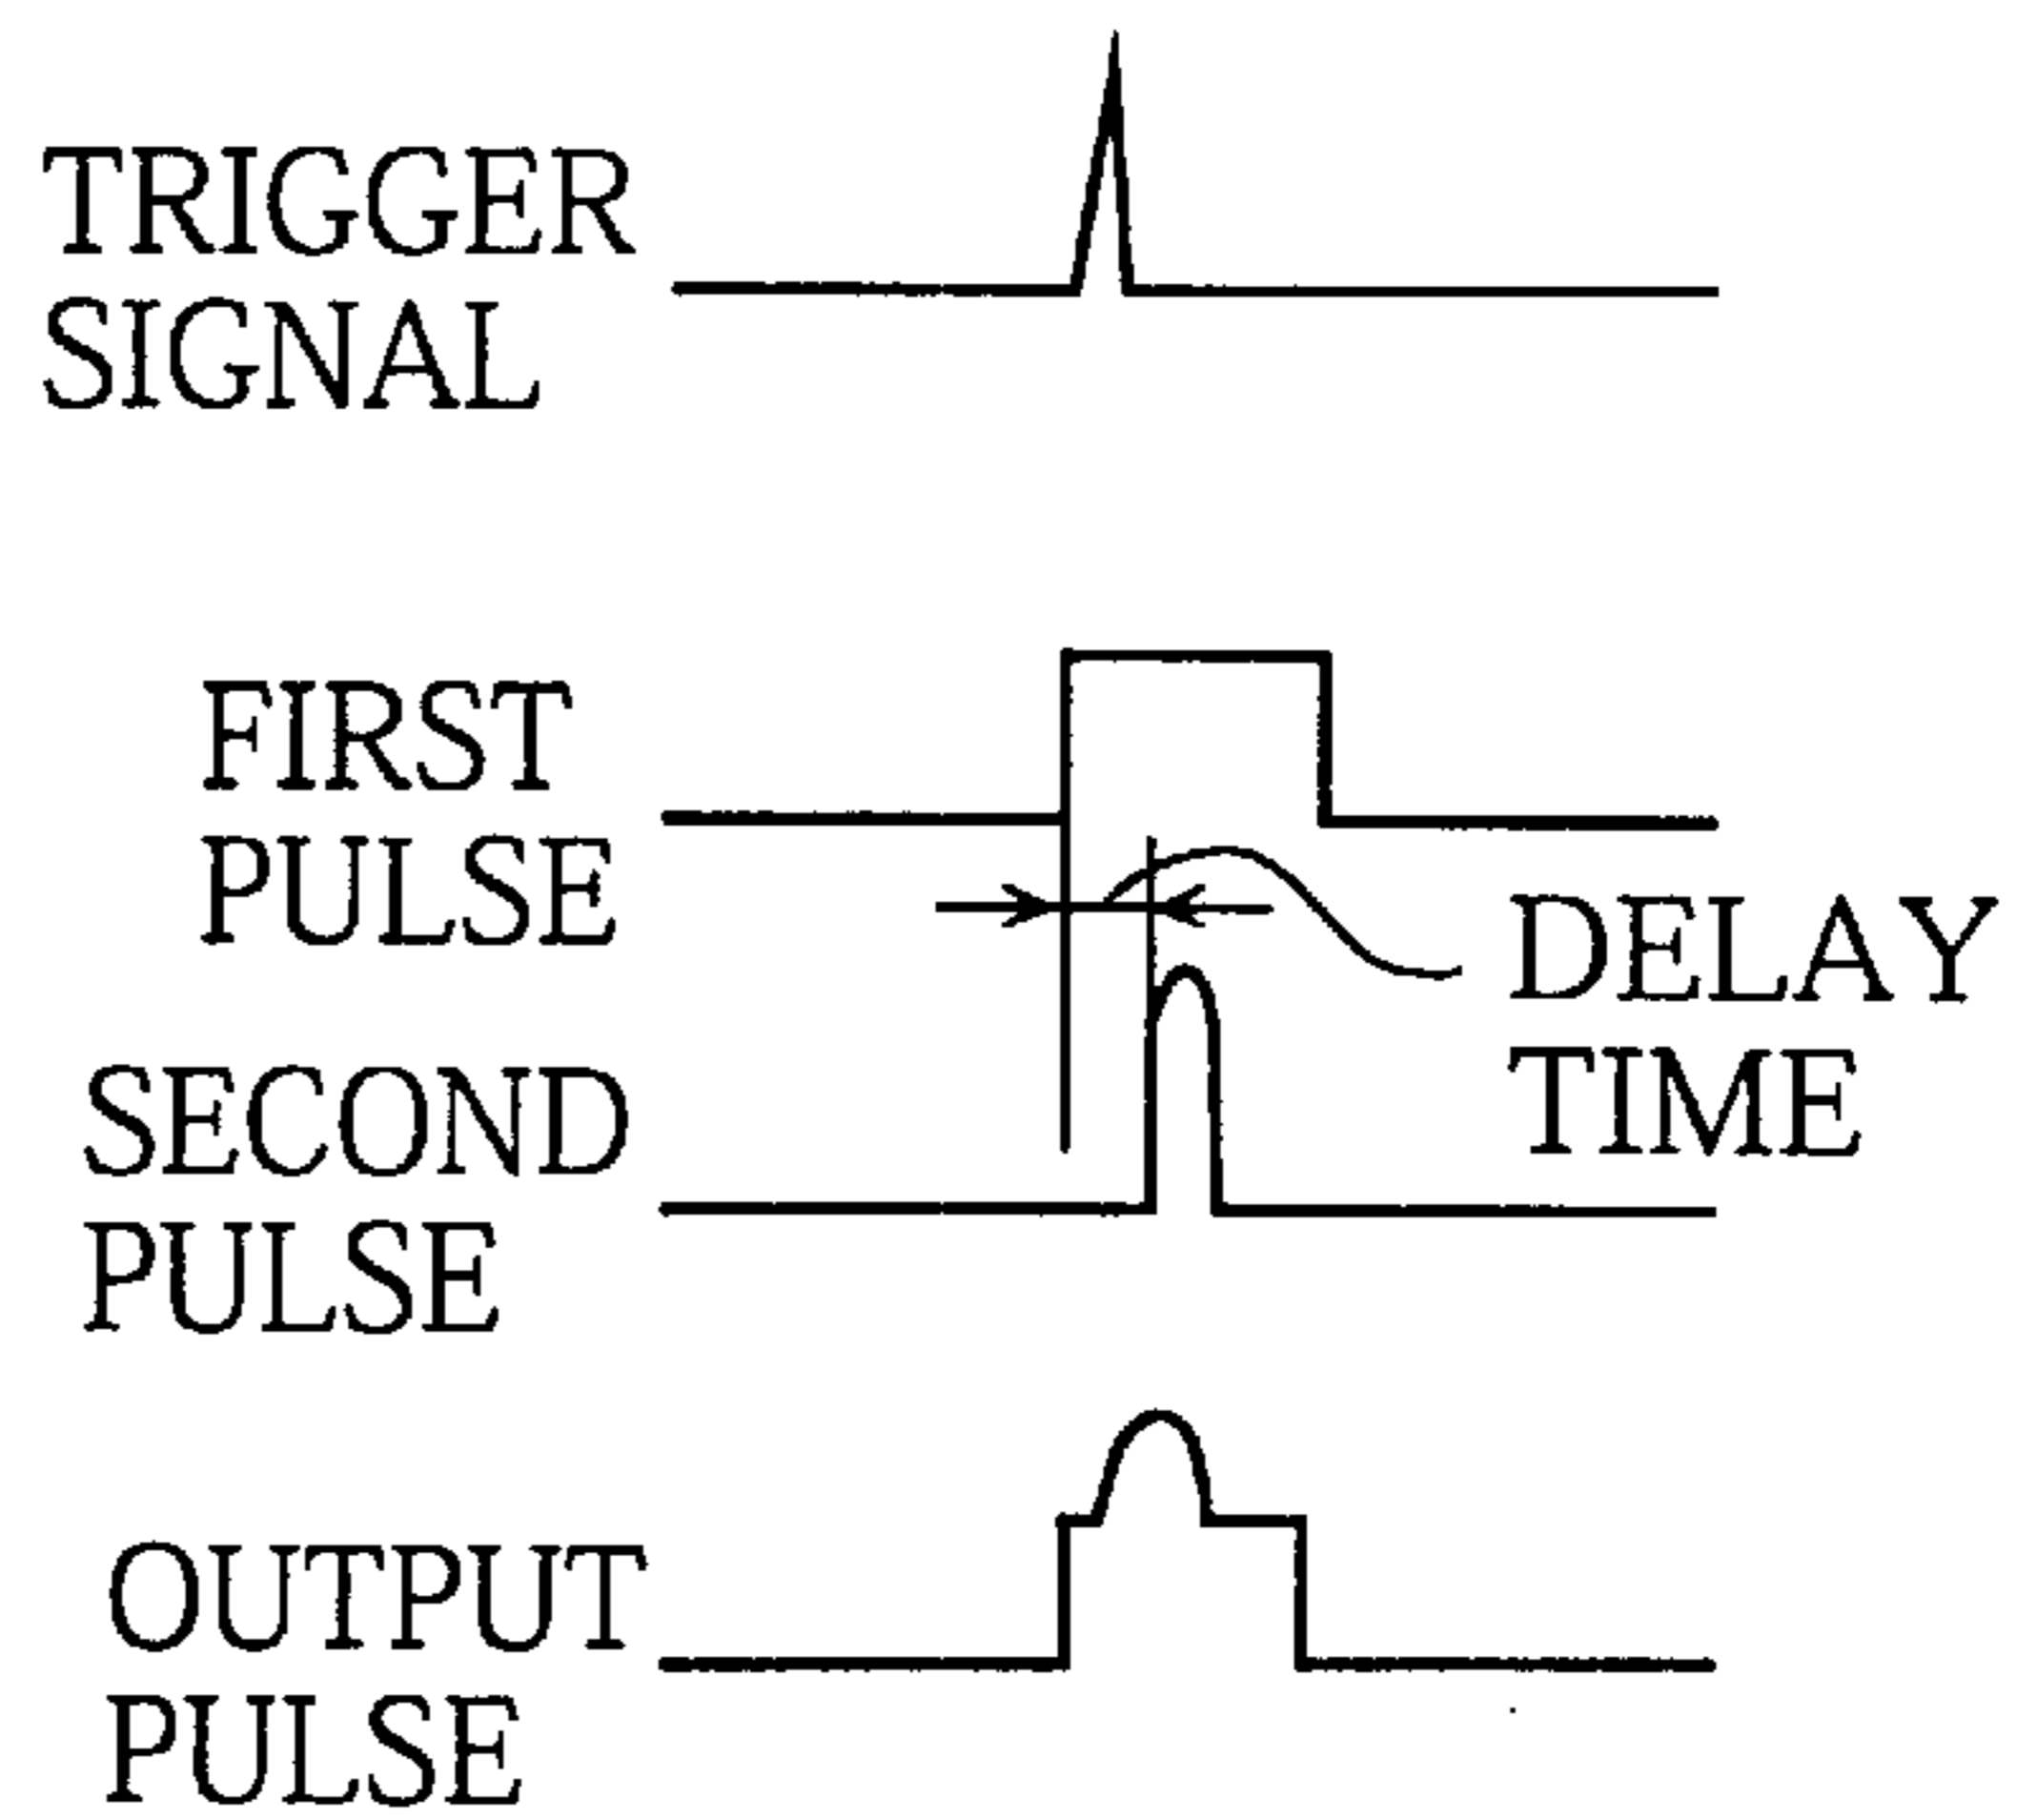 TRIGGER
SIGNAL
FIRST
PULSE
DELAY
TIME
SECOND
PULSE
OUTPUT
PULSE